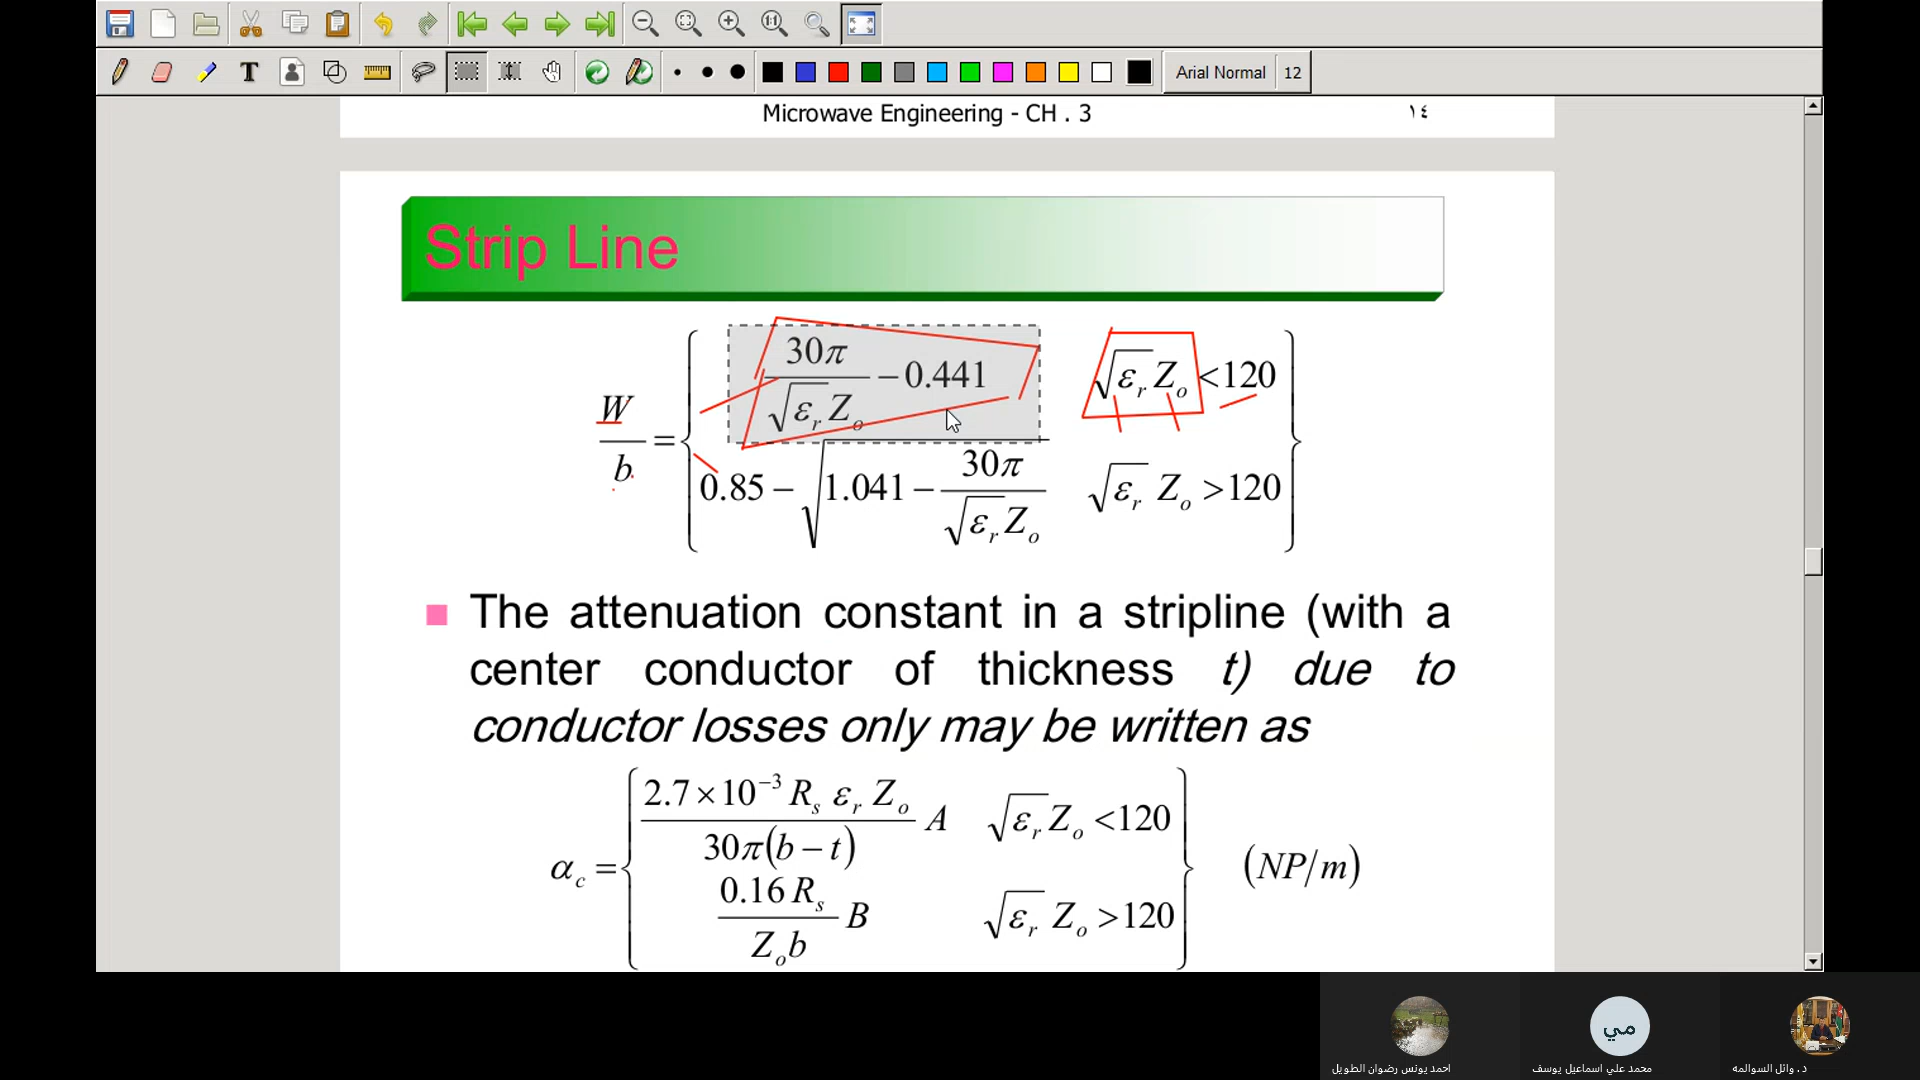 Arial Normal 12
Microwave Engineering - CH . 3 ١٤
Strip Line
W/b = { 30π/(√εr Zo) − 0.441 √εr Zo <120
0.85 − √(1.041 − 30π/(√εr Zo)) √εr Zo >120 }
The attenuation constant in a stripline (with a
center conductor of thickness t) due to
conductor losses only may be written as
αc = { 2.7×10⁻³ Rs εr Zo/(30π(b − t)) A √εr Zo <120
0.16 Rs/(Zo b) B √εr Zo >120 } (NP/m)
مي
احمد يونس رضوان الطويل
محمد علي اسماعيل يوسف
د. وائل السوالمه